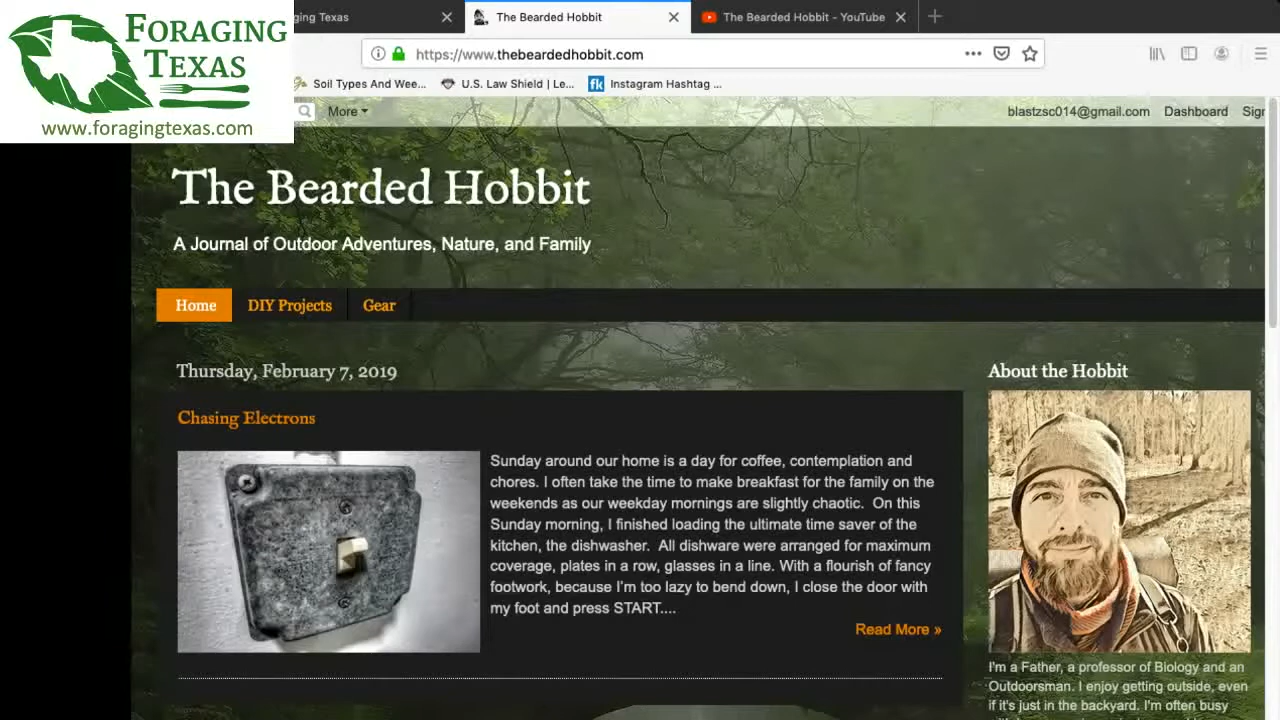 FORAGING
TEXAS
www.foragingtexas.com
ging Texas
The Bearded Hobbit
The Bearded Hobbit - YouTube
https://www.thebeardedhobbit.com
Soil Types And Wee...
U.S. Law Shield | Le...
fk Instagram Hashtag ...
More
blastzsc014@gmail.com
Dashboard
Sign
The Bearded Hobbit
A Journal of Outdoor Adventures, Nature, and Family
Home
DIY Projects
Gear
Thursday, February 7, 2019
Chasing Electrons
Sunday around our home is a day for coffee, contemplation and
chores. I often take the time to make breakfast for the family on the
weekends as our weekday mornings are slightly chaotic. On this
Sunday morning, I finished loading the ultimate time saver of the
kitchen, the dishwasher. All dishware were arranged for maximum
coverage, plates in a row, glasses in a line. With a flourish of fancy
footwork, because I'm too lazy to bend down, I close the door with
my foot and press START....
Read More »
About the Hobbit
I'm a Father, a professor of Biology and an
Outdoorsman. I enjoy getting outside, even
if it's just in the backyard. I'm often busy